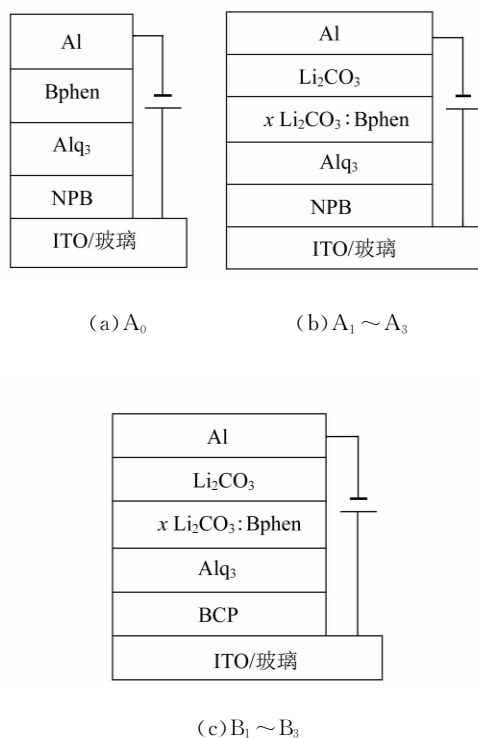 Al
Bphen
Alq₃
NPB
ITO/玻璃
(a)A₀
Al
Li₂CO₃
x Li₂CO₃:Bphen
Alq₃
NPB
ITO/玻璃
(b)A₁～A₃
Al
Li₂CO₃
x Li₂CO₃:Bphen
Alq₃
BCP
ITO/玻璃
(c)B₁～B₃